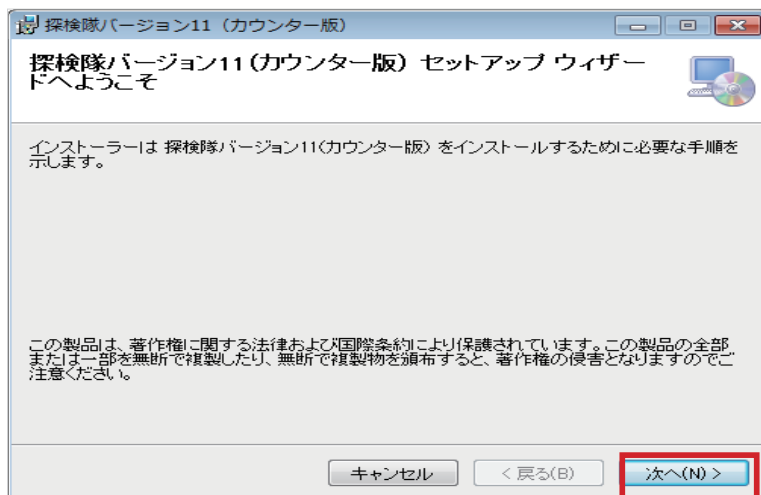 探検隊バージョン11（カウンター版）
探検隊バージョン11(カウンター版) セットアップ ウィザー
ドへようこそ
インストーラーは 探検隊バージョン11(カウンター版) をインストールするために必要な手順を
示します。
この製品は、著作権に関する法律および国際条約により保護されています。この製品の全部
または一部を無断で複製したり、無断で複製物を頒布すると、著作権の侵害となりますのでご
注意ください。
キャンセル < 戻る(B) 次へ(N) >